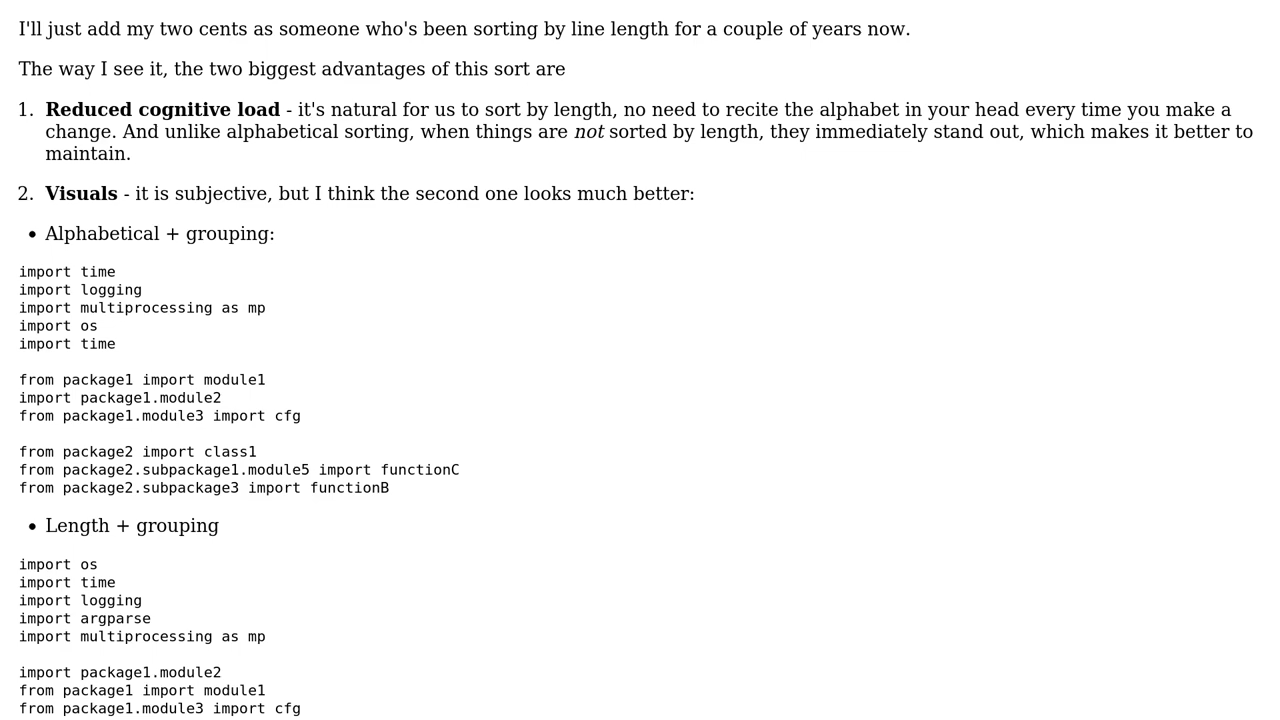 I'll just add my two cents as someone who's been sorting by line length for a couple of years now.
The way I see it, the two biggest advantages of this sort are
1. Reduced cognitive load - it's natural for us to sort by length, no need to recite the alphabet in your head every time you make a
change. And unlike alphabetical sorting, when things are not sorted by length, they immediately stand out, which makes it better to
maintain.
2. Visuals - it is subjective, but I think the second one looks much better:
• Alphabetical + grouping:
import time
import logging
import multiprocessing as mp
import os
import time
from package1 import module1
import package1.module2
from package1.module3 import cfg
from package2 import class1
from package2.subpackage1.module5 import functionC
from package2.subpackage3 import functionB
• Length + grouping
import os
import time
import logging
import argparse
import multiprocessing as mp
import package1.module2
from package1 import module1
from package1.module3 import cfg